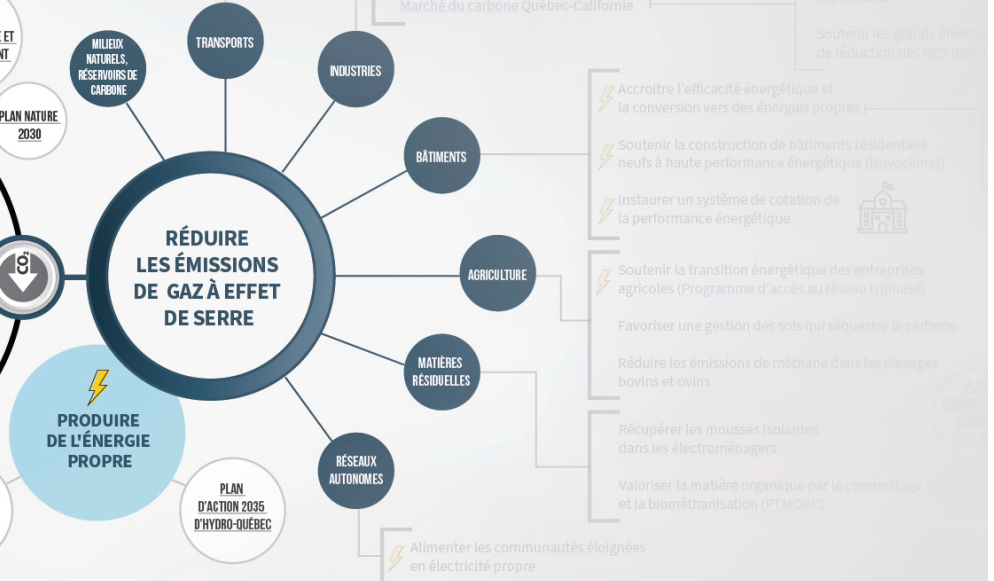 Marché du carbone Québec-Californie
Soutenir les grands
de réduction des GES
E ET
NT
PLAN NATURE
2030
MILIEUX
NATURELS,
RÉSERVOIRS DE
CARBONE
TRANSPORTS
INDUSTRIES
BÂTIMENTS
Accroître l'efficacité énergétique et
la conversion vers des énergies propres
Soutenir la construction de bâtiments résidentiels
neufs à haute performance énergétique (Novoclimat)
Instaurer un système de cotation de
la performance énergétique
CO₂
RÉDUIRE
LES ÉMISSIONS
DE GAZ À EFFET
DE SERRE
AGRICULTURE
Soutenir la transition énergétique des entreprises
agricoles (Programme d'accès au réseau triphasé)
Favoriser une gestion des sols qui séquestre le carbone
Réduire les émissions de méthane dans les élevages
bovins et ovins
MATIÈRES
RÉSIDUELLES
Récupérer les mousses isolantes
dans les électroménagers
Valoriser la matière organique par le compostage
et la biométhanisation (PTMOBC)
PRODUIRE
DE L'ÉNERGIE
PROPRE
PLAN
D'ACTION 2035
D'HYDRO-QUÉBEC
RÉSEAUX
AUTONOMES
Alimenter les communautés éloignées
en électricité propre